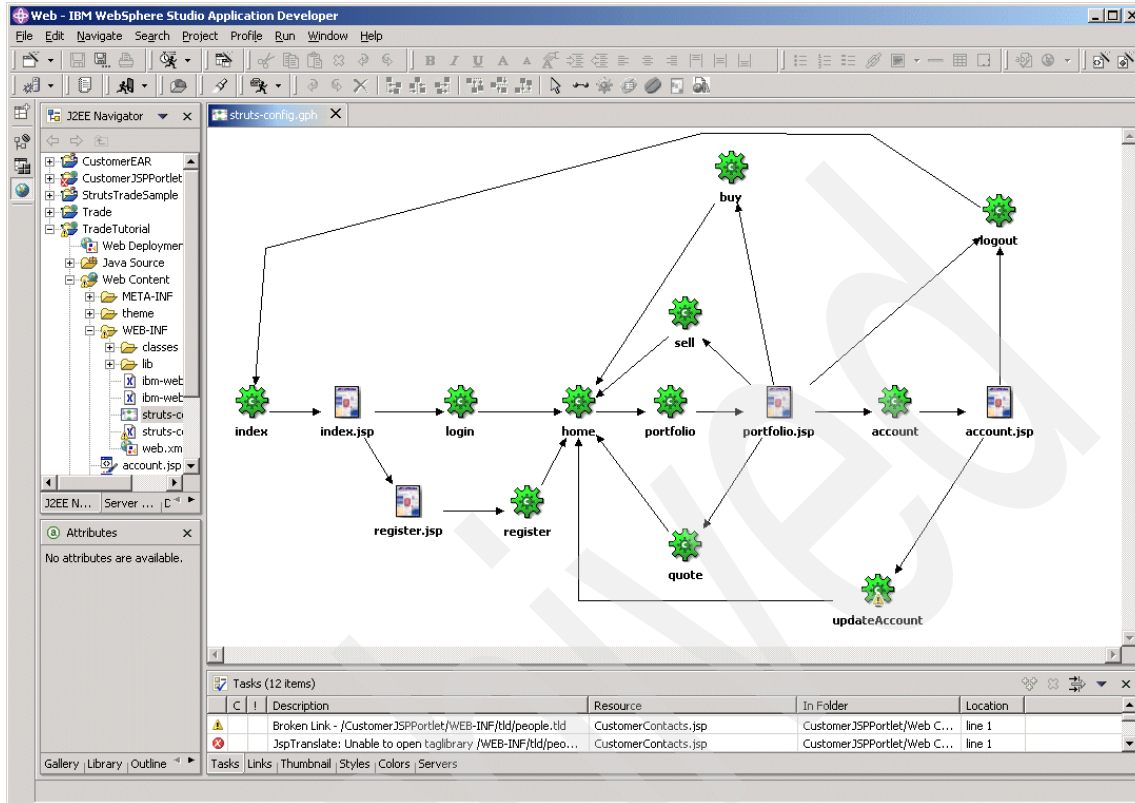 Web - IBM WebSphere Studio Application Developer
File Edit Navigate Search Project Profile Run Window Help
J2EE Navigator
struts-config.gph
CustomerEAR
CustomerJSPPortlet
StrutsTradeSample
Trade
TradeTutorial
Web Deploymer
Java Source
Web Content
META-INF
theme
WEB-INF
classes
lib
ibm-web
ibm-web
struts-co
struts-co
web.xm
account.jsp
J2EE N... Server ...
buy
logout
sell
index index.jsp login home portfolio portfolio.jsp account account.jsp
register.jsp register
quote
updateAccount
Attributes
No attributes are available.
Gallery Library Outline
Tasks (12 items)
C ! Description Resource In Folder Location
Broken Link - /CustomerJSPPortlet/WEB-INF/tld/people.tld CustomerContacts.jsp CustomerJSPPortlet/Web C... line 1
JspTranslate: Unable to open taglibrary /WEB-INF/tld/peo... CustomerContacts.jsp CustomerJSPPortlet/Web C... line 1
Tasks Links Thumbnail Styles Colors Servers